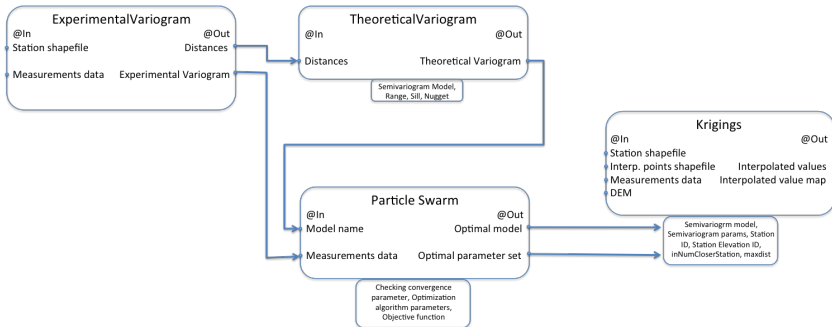 ExperimentalVariogram
@In @Out
Station shapefile Distances
Measurements data Experimental Variogram
TheoreticalVariogram
@In @Out
Distances Theoretical Variogram
Semivariogram Model,
Range, Sill, Nugget
Krigings
@In @Out
Station shapefile
Interp. points shapefile Interpolated values
Measurements data Interpolated value map
DEM
Semivariogrm model,
Semivariogram params, Station
ID, Station Elevation ID,
inNumCloserStation, maxdist
Particle Swarm
@In @Out
Model name Optimal model
Measurements data Optimal parameter set
Checking convergence
parameter, Optimization
algorithm parameters,
Objective function